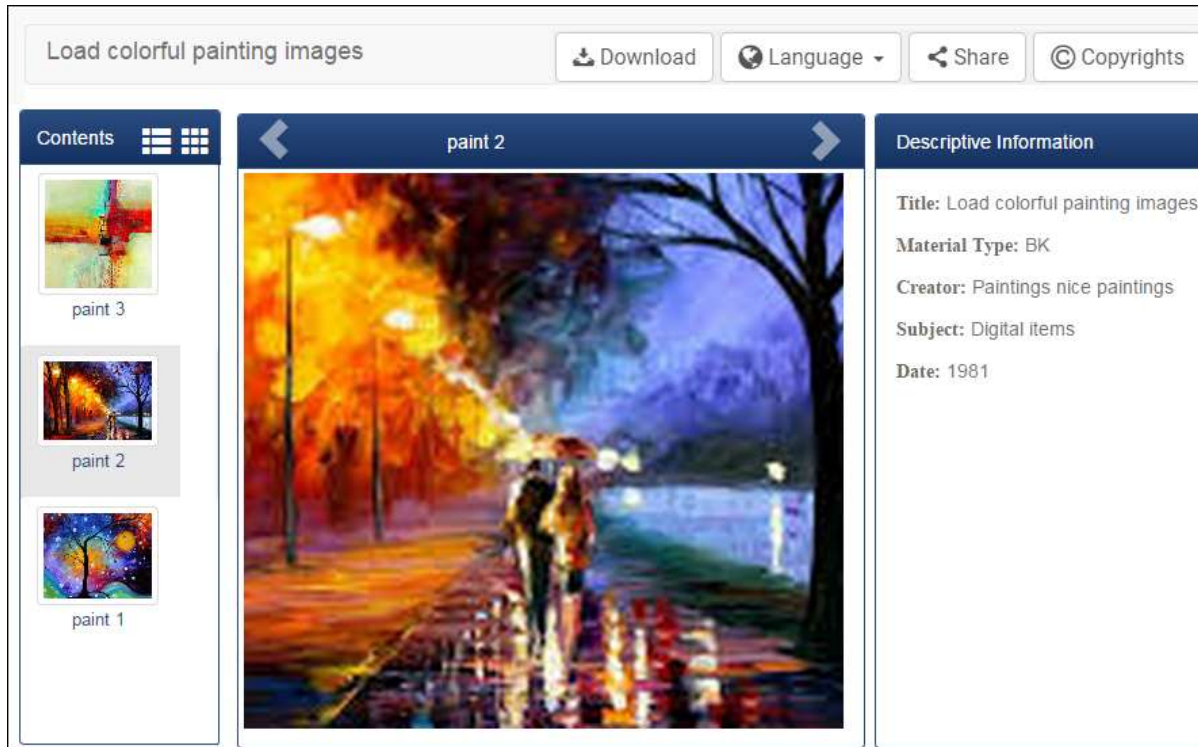 Load colorful painting images
Download
Language
Share
Copyrights
Contents
paint 3
paint 2
paint 1
paint 2
Descriptive Information
Title: Load colorful painting images
Material Type: BK
Creator: Paintings nice paintings
Subject: Digital items
Date: 1981